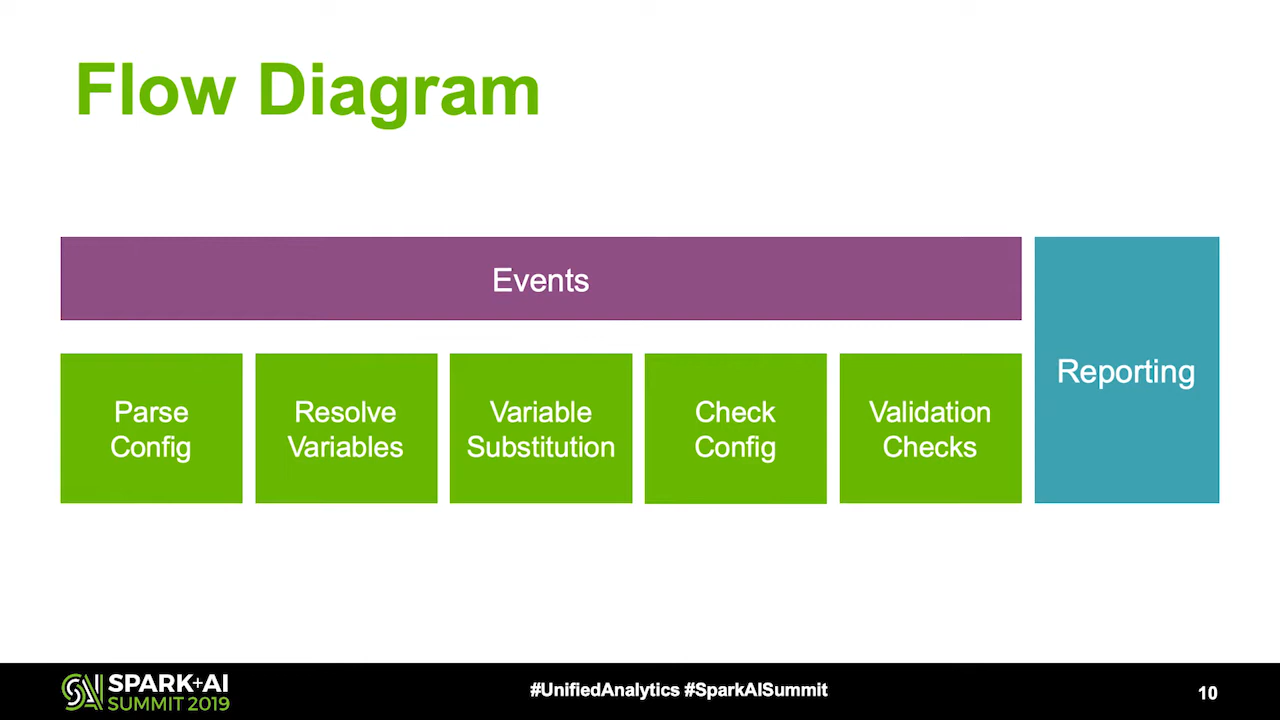 Flow Diagram
Events
Reporting
Parse
Config
Resolve
Variables
Variable
Substitution
Check
Config
Validation
Checks
SPARK+AI
SUMMIT 2019
#UnifiedAnalytics #SparkAISummit
10